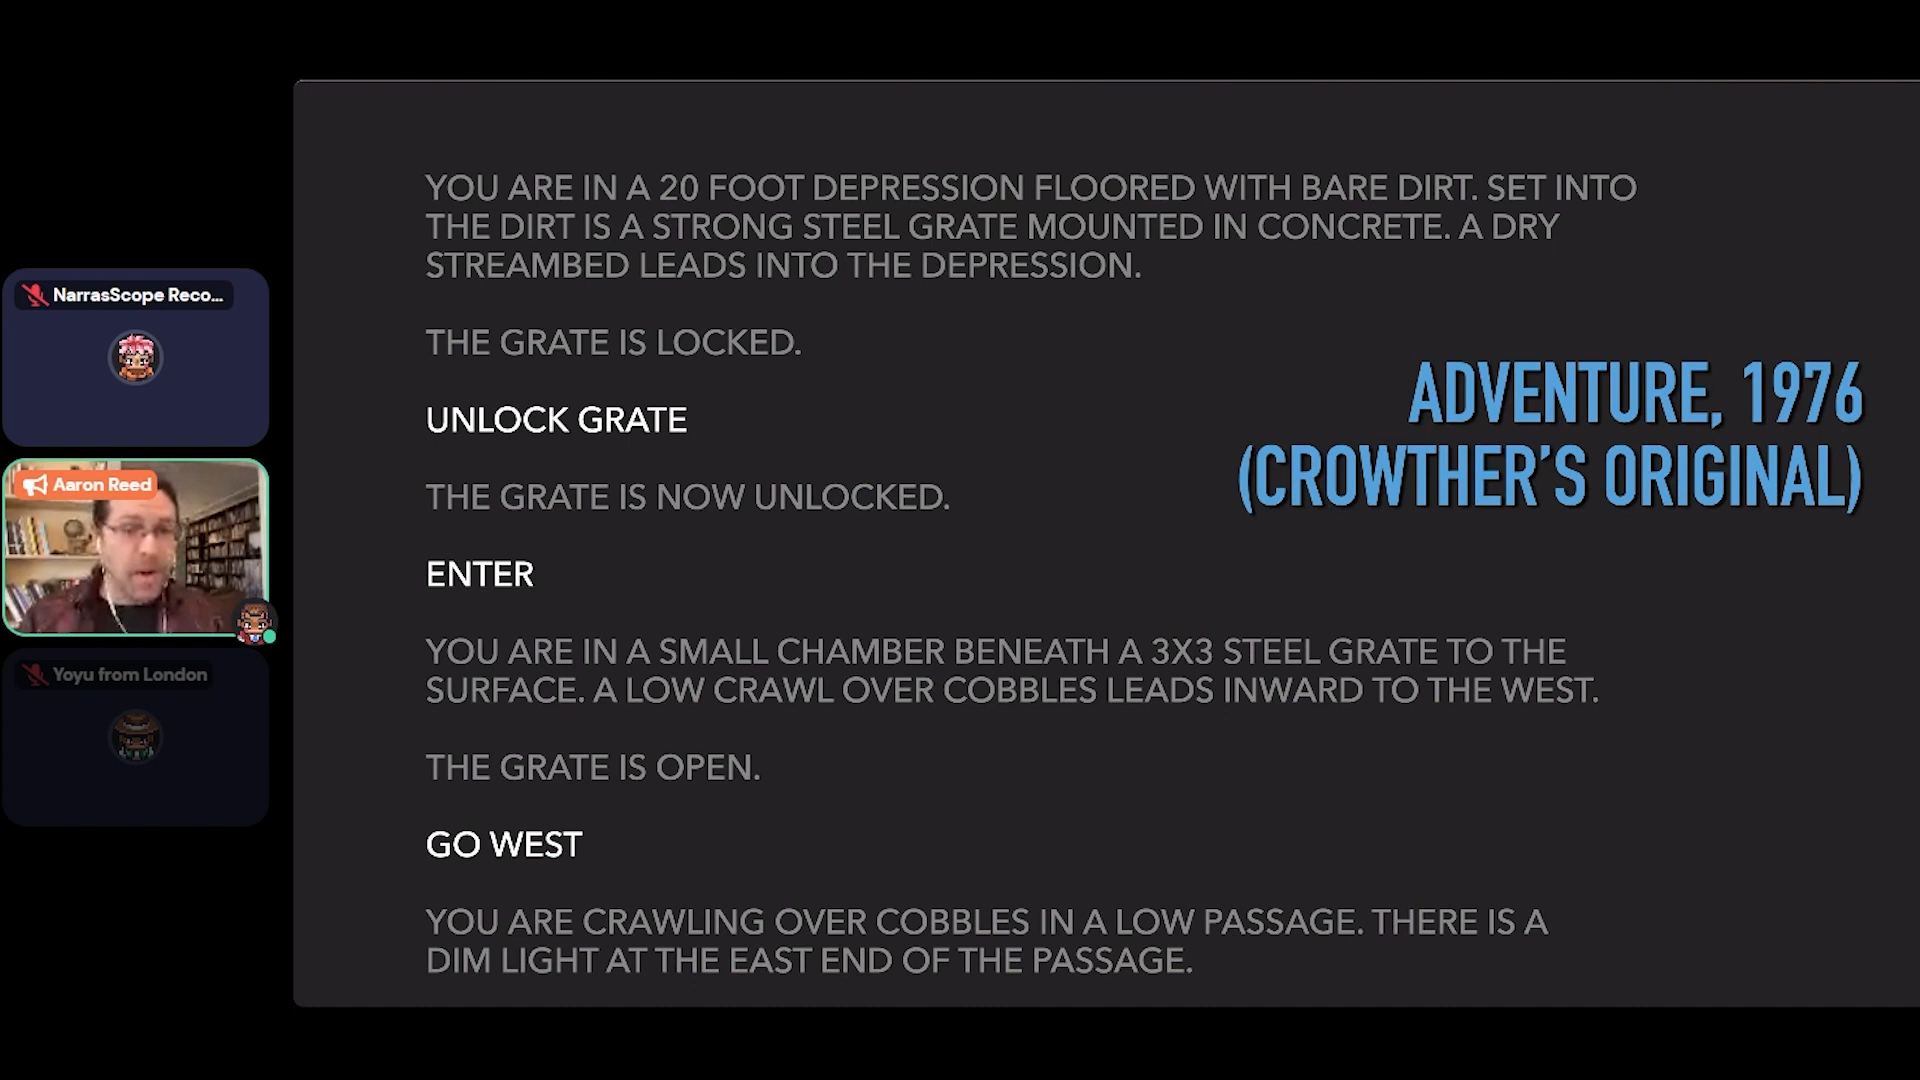 YOU ARE IN A 20 FOOT DEPRESSION FLOORED WITH BARE DIRT. SET INTO
THE DIRT IS A STRONG STEEL GRATE MOUNTED IN CONCRETE. A DRY
STREAMBED LEADS INTO THE DEPRESSION.
THE GRATE IS LOCKED.
UNLOCK GRATE
THE GRATE IS NOW UNLOCKED.
ENTER
YOU ARE IN A SMALL CHAMBER BENEATH A 3X3 STEEL GRATE TO THE
SURFACE. A LOW CRAWL OVER COBBLES LEADS INWARD TO THE WEST.
THE GRATE IS OPEN.
GO WEST
YOU ARE CRAWLING OVER COBBLES IN A LOW PASSAGE. THERE IS A
DIM LIGHT AT THE EAST END OF THE PASSAGE.
ADVENTURE, 1976
(CROWTHER’S ORIGINAL)
NarrasScope Reco...
Aaron Reed
Yoyu from London